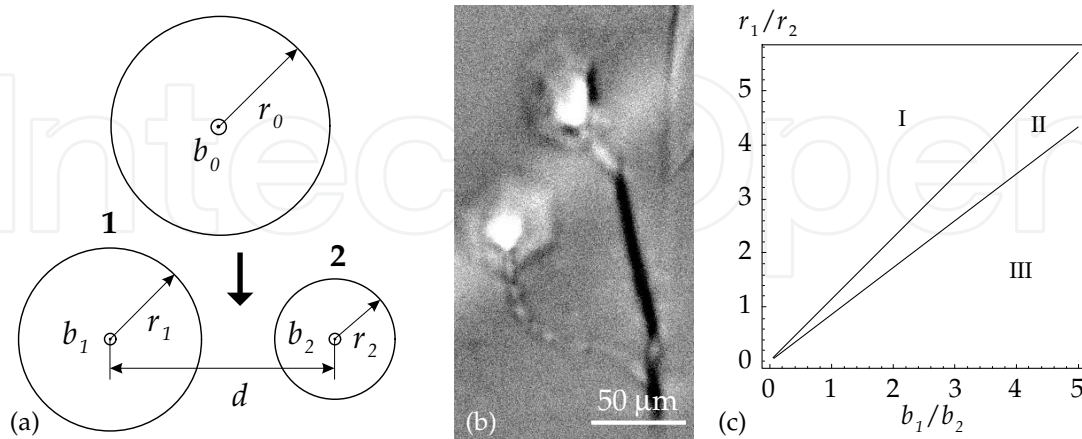 InTechOpen
r0
b0
1
2
b1
r1
b2
r2
d
(a)
50 μm
(b)
r1/r2
5
4
3
2
1
0
I
II
III
0 1 2 3 4 5
b1/b2
(c)